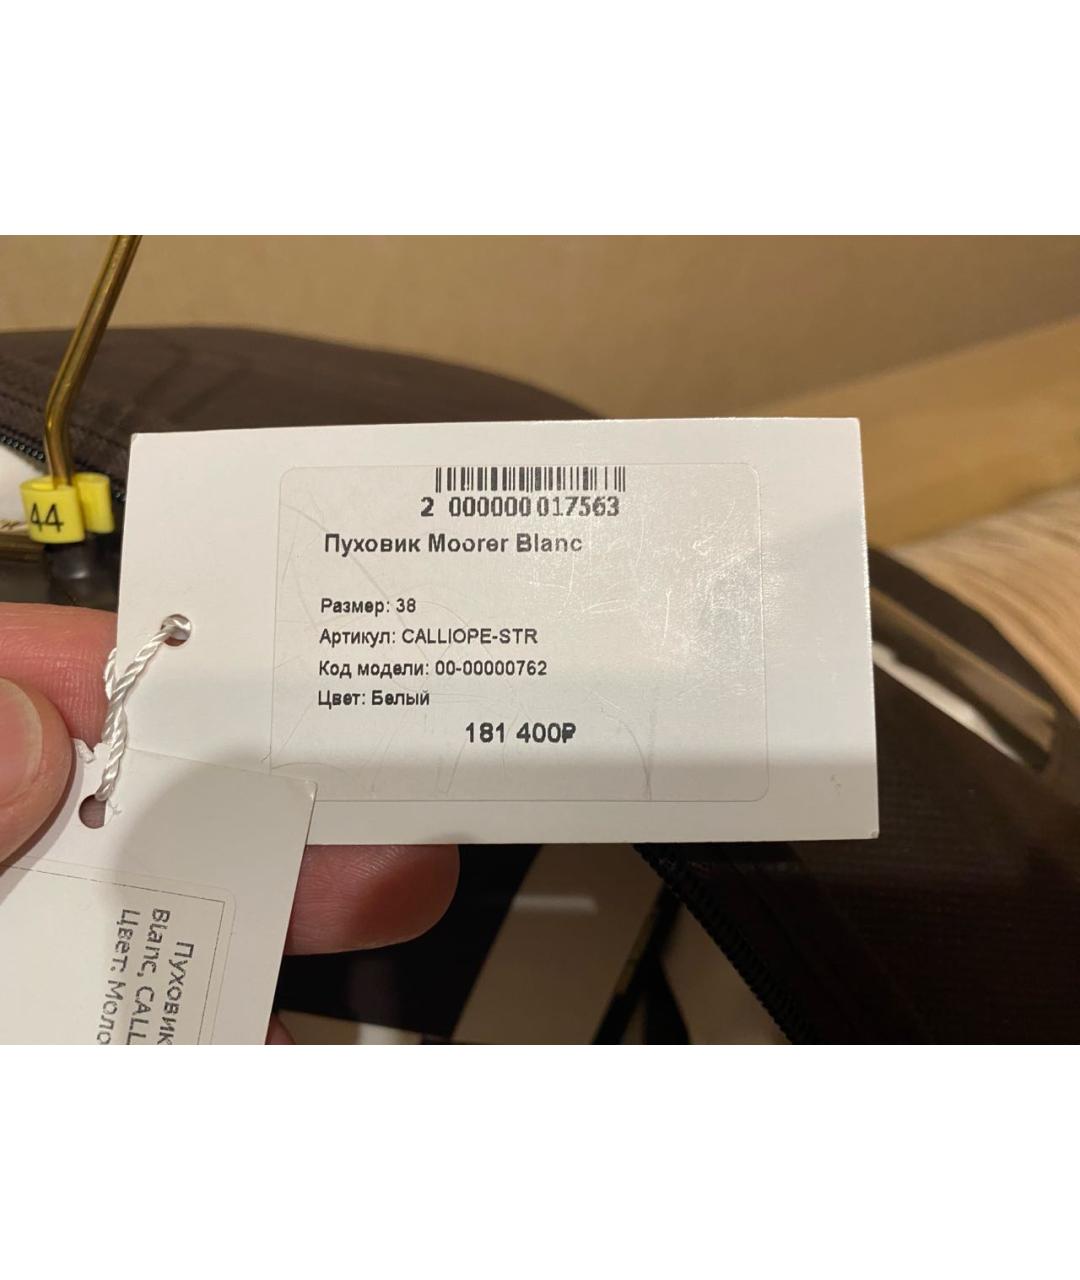 44
2 000000 017563
Пуховик Moorer Blanc
Размер: 38
Артикул: CALLIOPE-STR
Код модели: 00-00000762
Цвет: Белый
181 400₽
Пуховик
Blanc, CALL
Цвет: Моло